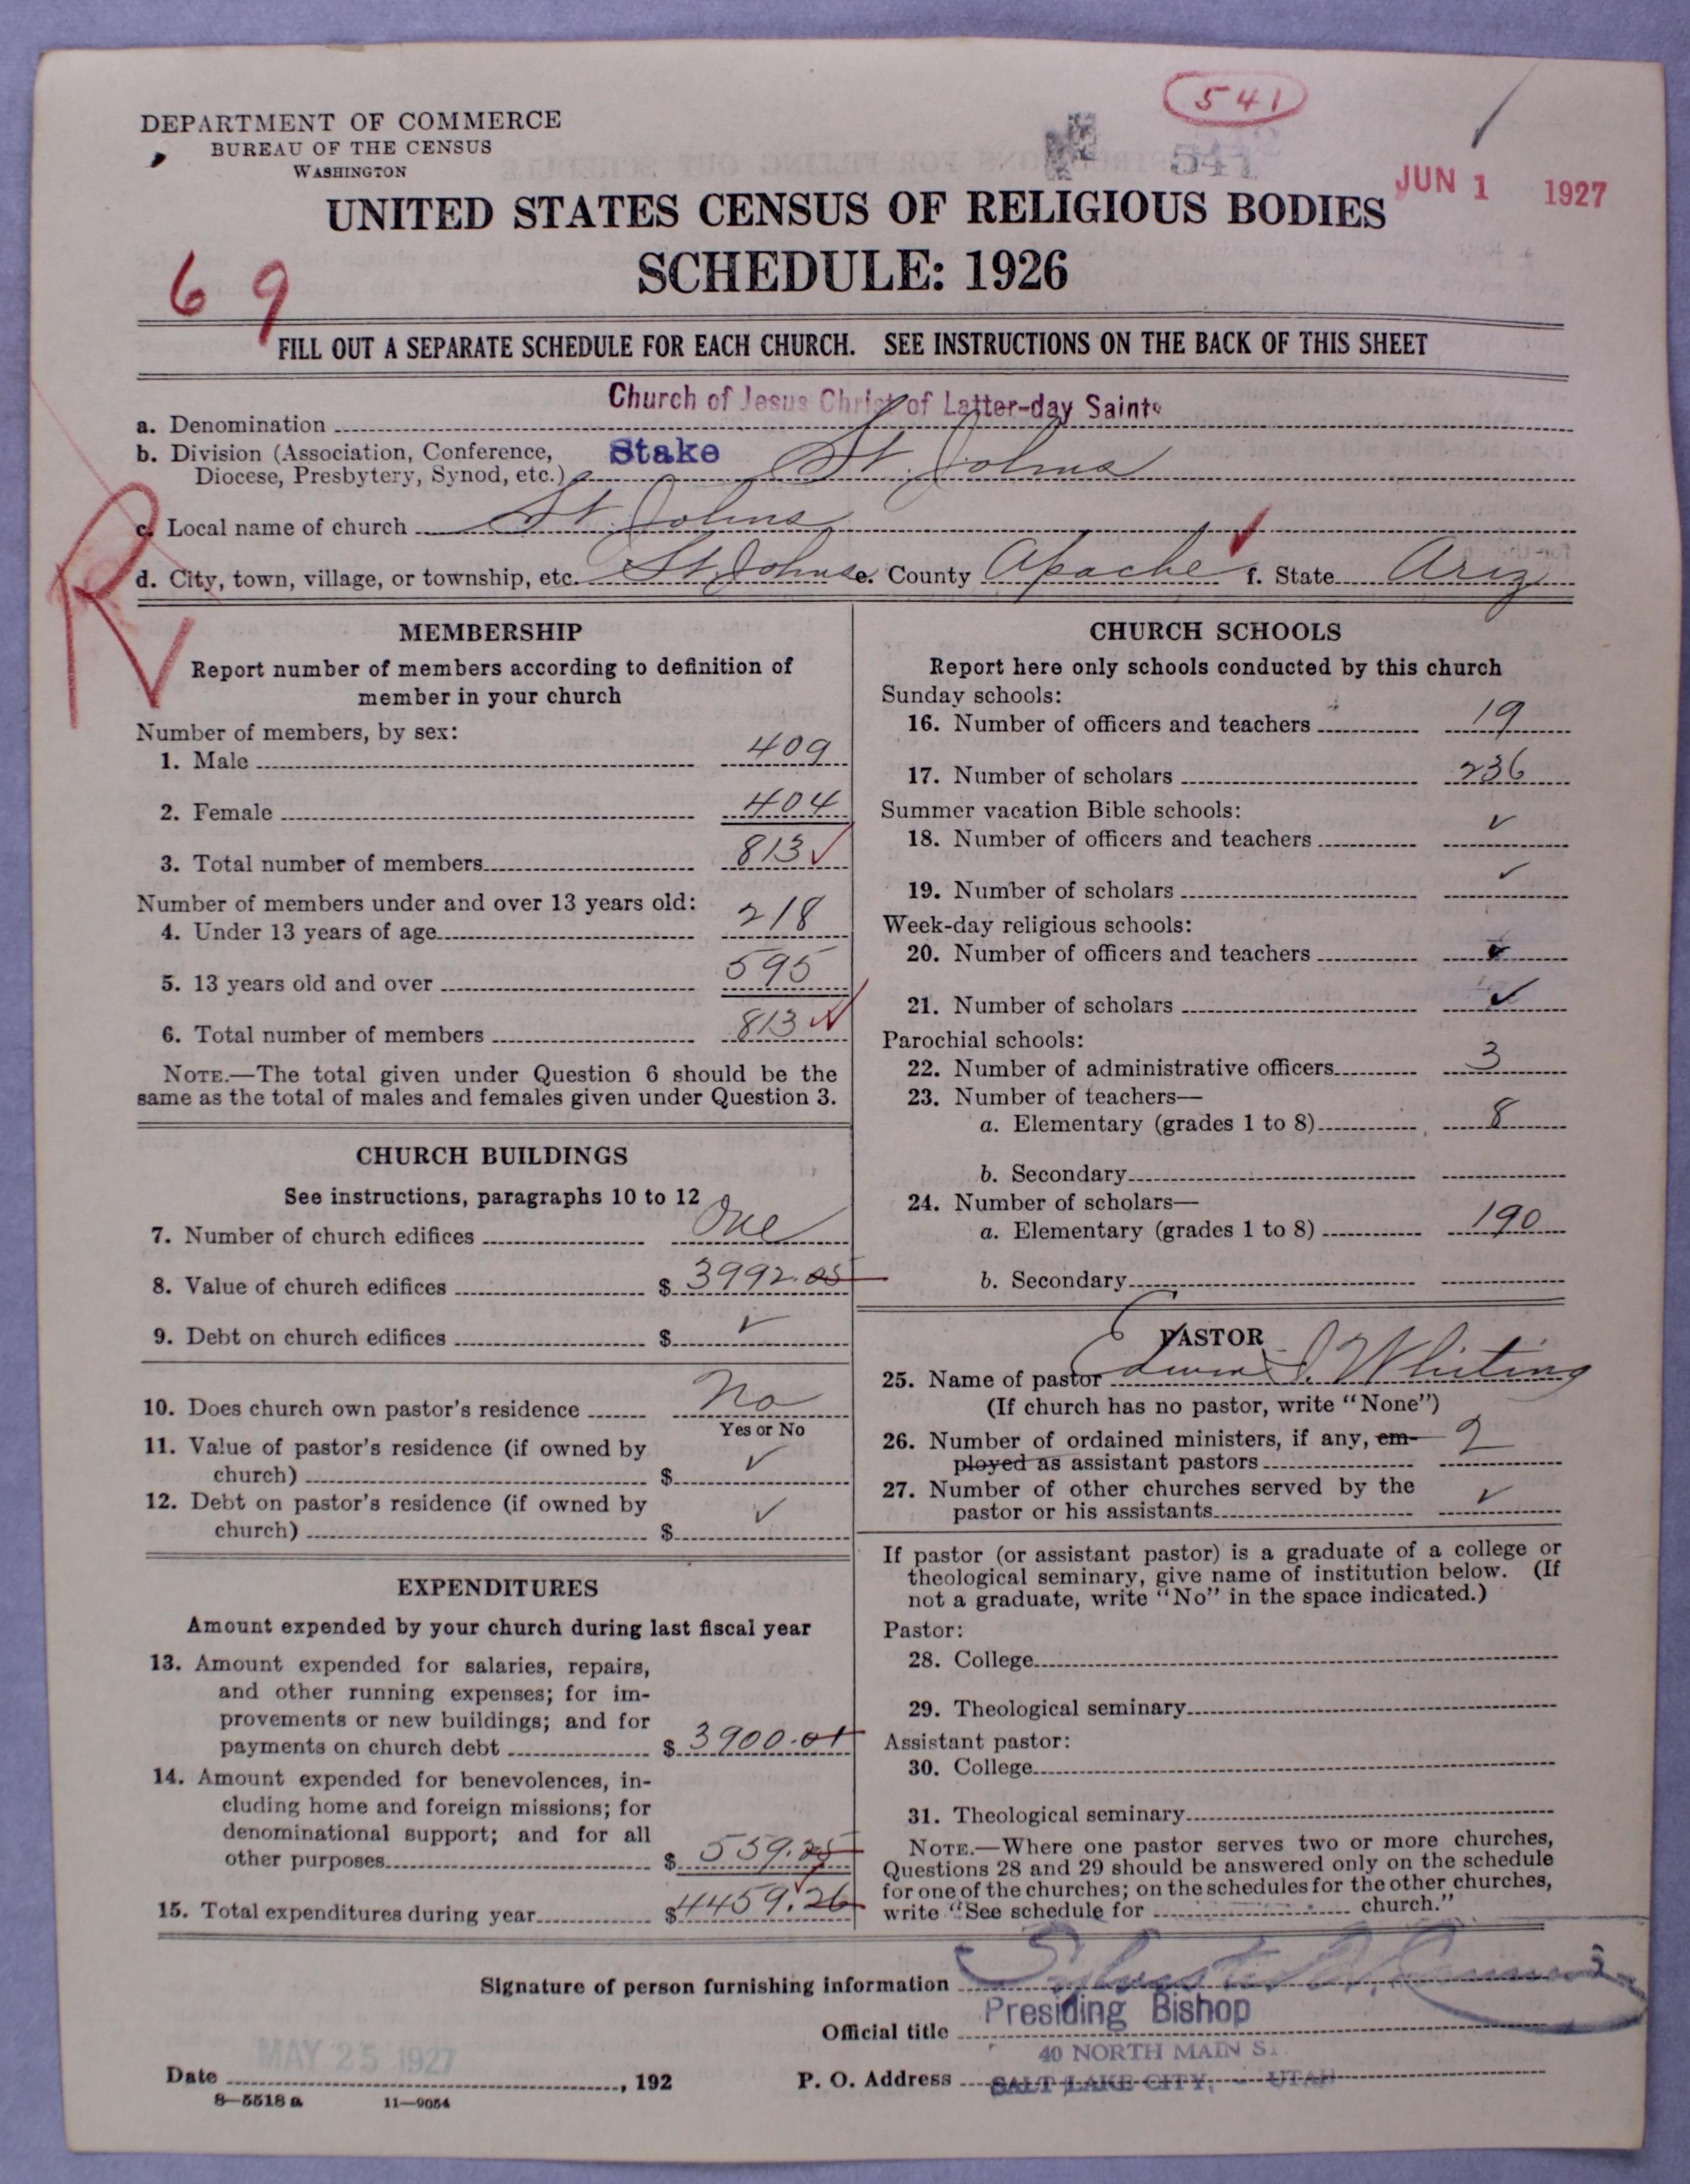 541
DEPARTMENT OF COMMERCE
BUREAU OF THE CENSUS
WASHINGTON
541
JUN 1 1927
UNITED STATES CENSUS OF RELIGIOUS BODIES
SCHEDULE: 1926
69
FILL OUT A SEPARATE SCHEDULE FOR EACH CHURCH. SEE INSTRUCTIONS ON THE BACK OF THIS SHEET
a. Denomination Church of Jesus Christ of Latter-day Saints
b. Division (Association, Conference,
Diocese, Presbytery, Synod, etc.) Stake St. Johns
c. Local name of church St. Johns
d. City, town, village, or township, etc. St. Johns e. County Apache f. State Ariz
R
MEMBERSHIP
Report number of members according to definition of
member in your church
Number of members, by sex:
1. Male 409
2. Female 404
3. Total number of members 813 ✓
Number of members under and over 13 years old:
4. Under 13 years of age 218
5. 13 years old and over 595
6. Total number of members 813 ✓
NOTE.—The total given under Question 6 should be the
same as the total of males and females given under Question 3.
CHURCH BUILDINGS
See instructions, paragraphs 10 to 12
7. Number of church edifices One
8. Value of church edifices $ 3992.05
9. Debt on church edifices $ ✓
10. Does church own pastor's residence No
Yes or No
11. Value of pastor's residence (if owned by
church) $ ✓
12. Debt on pastor's residence (if owned by
church) $ ✓
EXPENDITURES
Amount expended by your church during last fiscal year
13. Amount expended for salaries, repairs,
and other running expenses; for im-
provements or new buildings; and for
payments on church debt $ 3900.01
14. Amount expended for benevolences, in-
cluding home and foreign missions; for
denominational support; and for all
other purposes $ 559.25
15. Total expenditures during year $ 4459.26
CHURCH SCHOOLS
Report here only schools conducted by this church
Sunday schools:
16. Number of officers and teachers 19
17. Number of scholars 236
Summer vacation Bible schools:
18. Number of officers and teachers ✓
19. Number of scholars ✓
Week-day religious schools:
20. Number of officers and teachers ✓
21. Number of scholars ✓
Parochial schools:
22. Number of administrative officers 3
23. Number of teachers—
a. Elementary (grades 1 to 8) 8
b. Secondary
24. Number of scholars—
a. Elementary (grades 1 to 8) 190
b. Secondary
PASTOR
25. Name of pastor Edwin I. Whiting
(If church has no pastor, write "None")
26. Number of ordained ministers, if any, em-
ployed as assistant pastors 2
27. Number of other churches served by the
pastor or his assistants ✓
If pastor (or assistant pastor) is a graduate of a college or
theological seminary, give name of institution below. (If
not a graduate, write "No" in the space indicated.)
Pastor:
28. College
29. Theological seminary
Assistant pastor:
30. College
31. Theological seminary
NOTE.—Where one pastor serves two or more churches,
Questions 28 and 29 should be answered only on the schedule
for one of the churches; on the schedules for the other churches,
write "See schedule for church."
Signature of person furnishing information
Official title Presiding Bishop
MAY 25 1927
40 NORTH MAIN ST.
Date , 192
P. O. Address SALT LAKE CITY, - UTAH
8—5518 a 11—9054